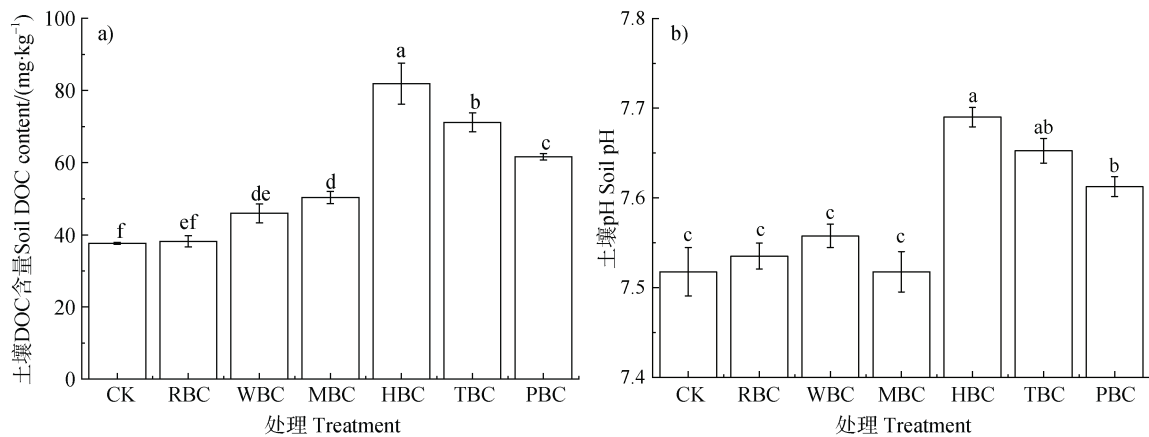 a)
土壤DOC含量Soil DOC content/(mg·kg⁻¹)
100
80
60
40
20
0
f
ef
de
d
a
b
c
CK RBC WBC MBC HBC TBC PBC
处理 Treatment
b)
土壤pH Soil pH
7.8
7.7
7.6
7.5
7.4
c
c
c
c
a
ab
b
CK RBC WBC MBC HBC TBC PBC
处理 Treatment